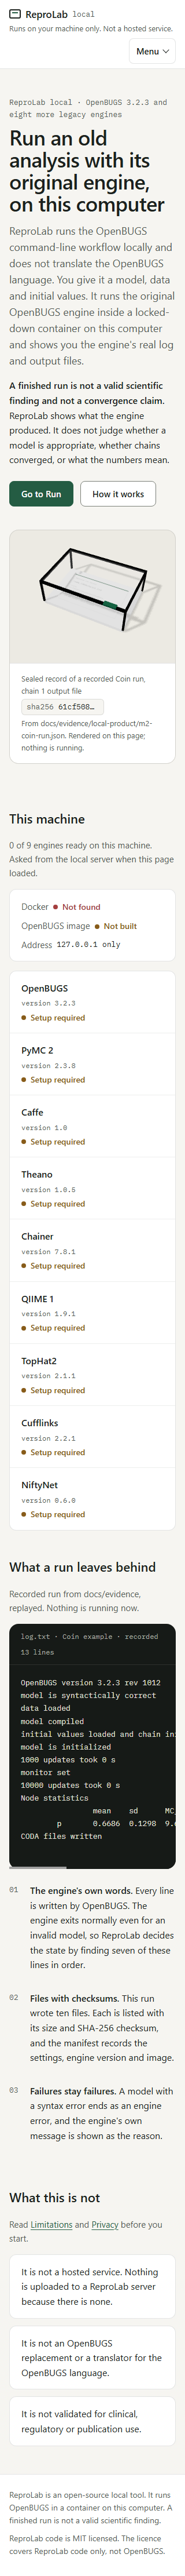 ReproLab local
Runs on your machine only. Not a hosted service.
Menu
ReproLab local · OpenBUGS 3.2.3 and
eight more legacy engines
Run an old
analysis with its
original engine,
on this computer
ReproLab runs the OpenBUGS
command-line workflow locally and
does not translate the OpenBUGS
language. You give it a model, data
and initial values. It runs the original
OpenBUGS engine inside a locked-
down container on this computer
and shows you the engine's real log
and output files.
A finished run is not a valid scientific
finding and not a convergence claim.
ReproLab shows what the engine
produced. It does not judge whether a
model is appropriate, whether chains
converged, or what the numbers mean.
Go to Run
How it works
Sealed record of a recorded Coin run,
chain 1 output file
sha256 61cf508…
From docs/evidence/local-product/m2-
coin-run.json. Rendered on this page;
nothing is running.
This machine
0 of 9 engines ready on this machine.
Asked from the local server when this page
loaded.
Docker Not found
OpenBUGS image Not built
Address 127.0.0.1 only
OpenBUGS
version 3.2.3
Setup required
PyMC 2
version 2.3.8
Setup required
Caffe
version 1.0
Setup required
Theano
version 1.0.5
Setup required
Chainer
version 7.8.1
Setup required
QIIME 1
version 1.9.1
Setup required
TopHat2
version 2.1.1
Setup required
Cufflinks
version 2.2.1
Setup required
NiftyNet
version 0.6.0
Setup required
What a run leaves behind
Recorded run from docs/evidence,
replayed. Nothing is running now.
log.txt · Coin example · recorded
13 lines
OpenBUGS version 3.2.3 rev 1012
model is syntactically correct
data loaded
model compiled
initial values loaded and chain in
model is initialized
1000 updates took 0 s
monitor set
10000 updates took 0 s
Node statistics
mean sd MC_
p 0.6686 0.1298 9.
CODA files written
01 The engine's own words. Every line
is written by OpenBUGS. The
engine exits normally even for an
invalid model, so ReproLab decides
the state by finding seven of these
lines in order.
02 Files with checksums. This run
wrote ten files. Each is listed with
its size and SHA-256 checksum,
and the manifest records the
settings, engine version and image.
03 Failures stay failures. A model with
a syntax error ends as an engine
error, and the engine's own
message is shown as the reason.
What this is not
Read Limitations and Privacy before you
start.
It is not a hosted service. Nothing
is uploaded to a ReproLab server
because there is none.
It is not an OpenBUGS
replacement or a translator for the
OpenBUGS language.
It is not validated for clinical,
regulatory or publication use.
ReproLab is an open-source local tool. It runs
OpenBUGS in a container on this computer. A
finished run is not a valid scientific finding.
ReproLab code is MIT licensed. The licence
covers ReproLab code only, not OpenBUGS.